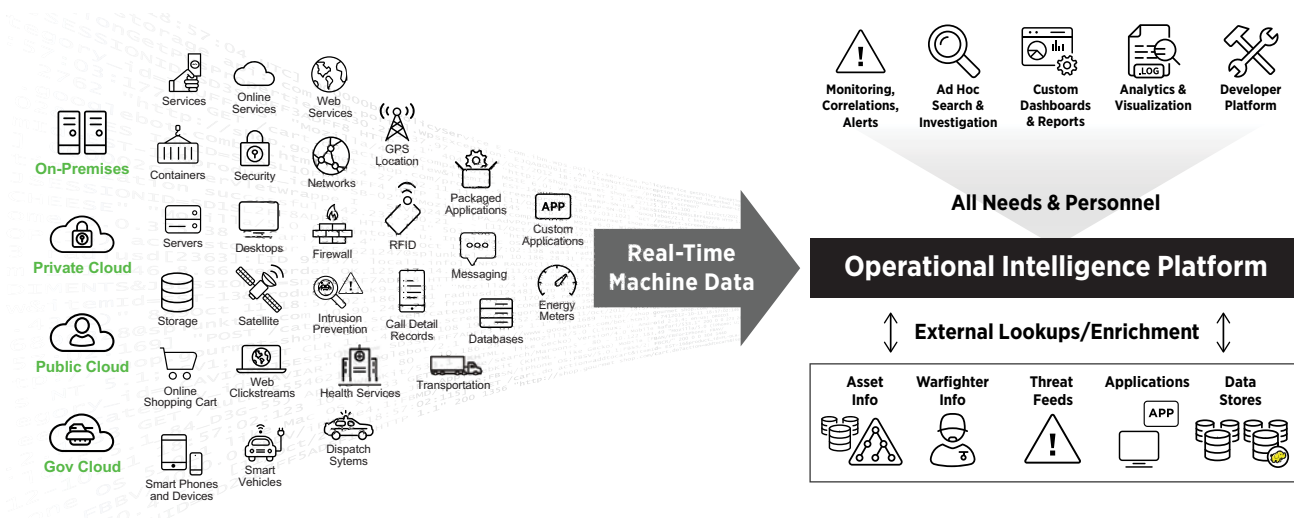 On-Premises
Private Cloud
Public Cloud
Gov Cloud
Services
Online
Services
Web
Services
GPS
Location
Containers
Security
Networks
Packaged
Applications
Servers
Desktops
Firewall
RFID
APP
Custom
Applications
Messaging
Storage
Satellite
Intrusion
Prevention
Call Detail
Records
Databases
Energy
Meters
Online
Shopping Cart
Web
Clickstreams
Health Services
Transportation
Smart Phones
and Devices
Smart
Vehicles
Dispatch
Sytems
Real-Time
Machine Data
Monitoring,
Correlations,
Alerts
Ad Hoc
Search &
Investigation
Custom
Dashboards
& Reports
.LOG
Analytics &
Visualization
Developer
Platform
All Needs & Personnel
Operational Intelligence Platform
External Lookups/Enrichment
Asset
Info
Warfighter
Info
Threat
Feeds
Applications
APP
Data
Stores